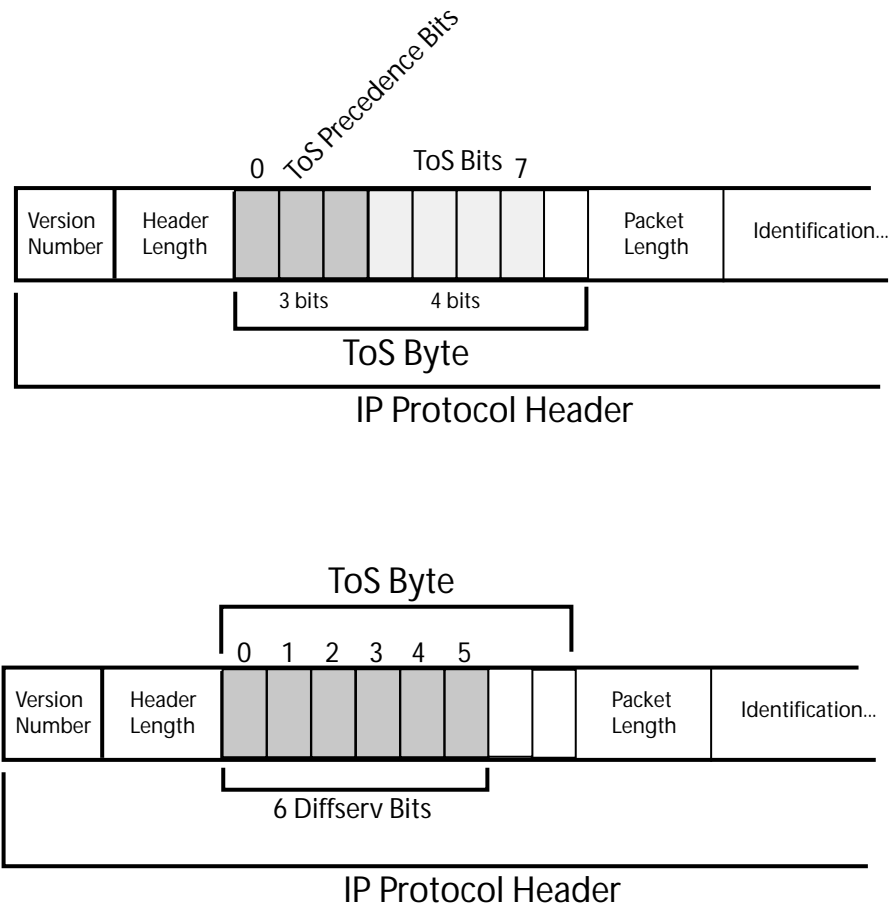 ToS Precedence Bits
0 ToS Bits 7
Version Number
Header Length
Packet Length
Identification...
3 bits 4 bits
ToS Byte
IP Protocol Header
ToS Byte
0 1 2 3 4 5
Version Number
Header Length
Packet Length
Identification...
6 Diffserv Bits
IP Protocol Header